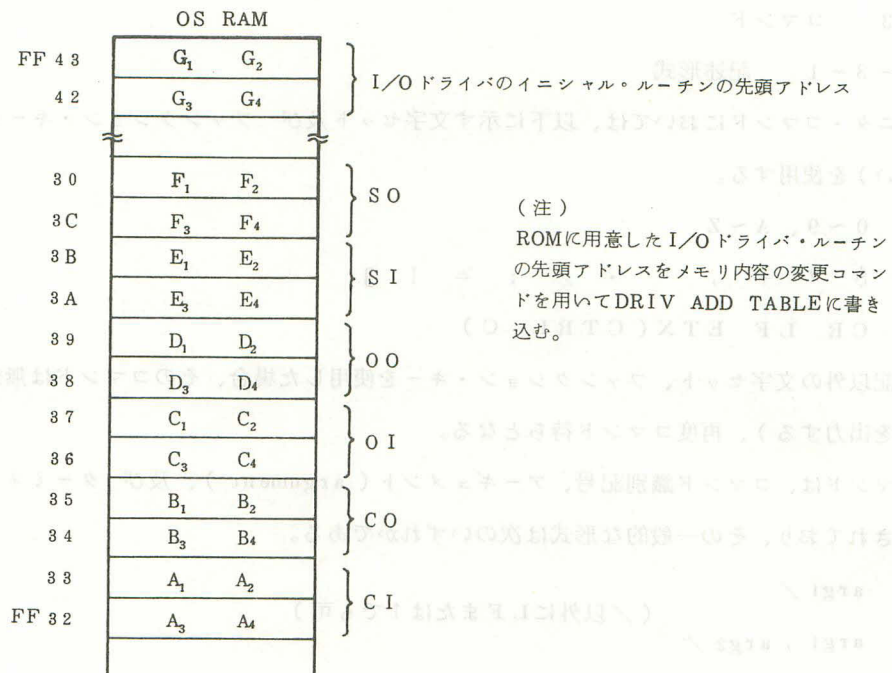 OS RAM
FF 43 G₁ G₂
42 G₃ G₄
I/Oドライバのイニシャル・ルーチンの先頭アドレス
30 F₁ F₂
3C F₃ F₄
SO
3B E₁ E₂
3A E₃ E₄
SI
39 D₁ D₂
38 D₃ D₄
OO
37 C₁ C₂
36 C₃ C₄
OI
35 B₁ B₂
34 B₃ B₄
CO
33 A₁ A₂
FF 32 A₃ A₄
CI
(注)
ROMに用意したI/Oドライバ・ルーチン
の先頭アドレスをメモリ内容の変更コマン
ドを用いてDRIV ADD TABLEに書き
込む。